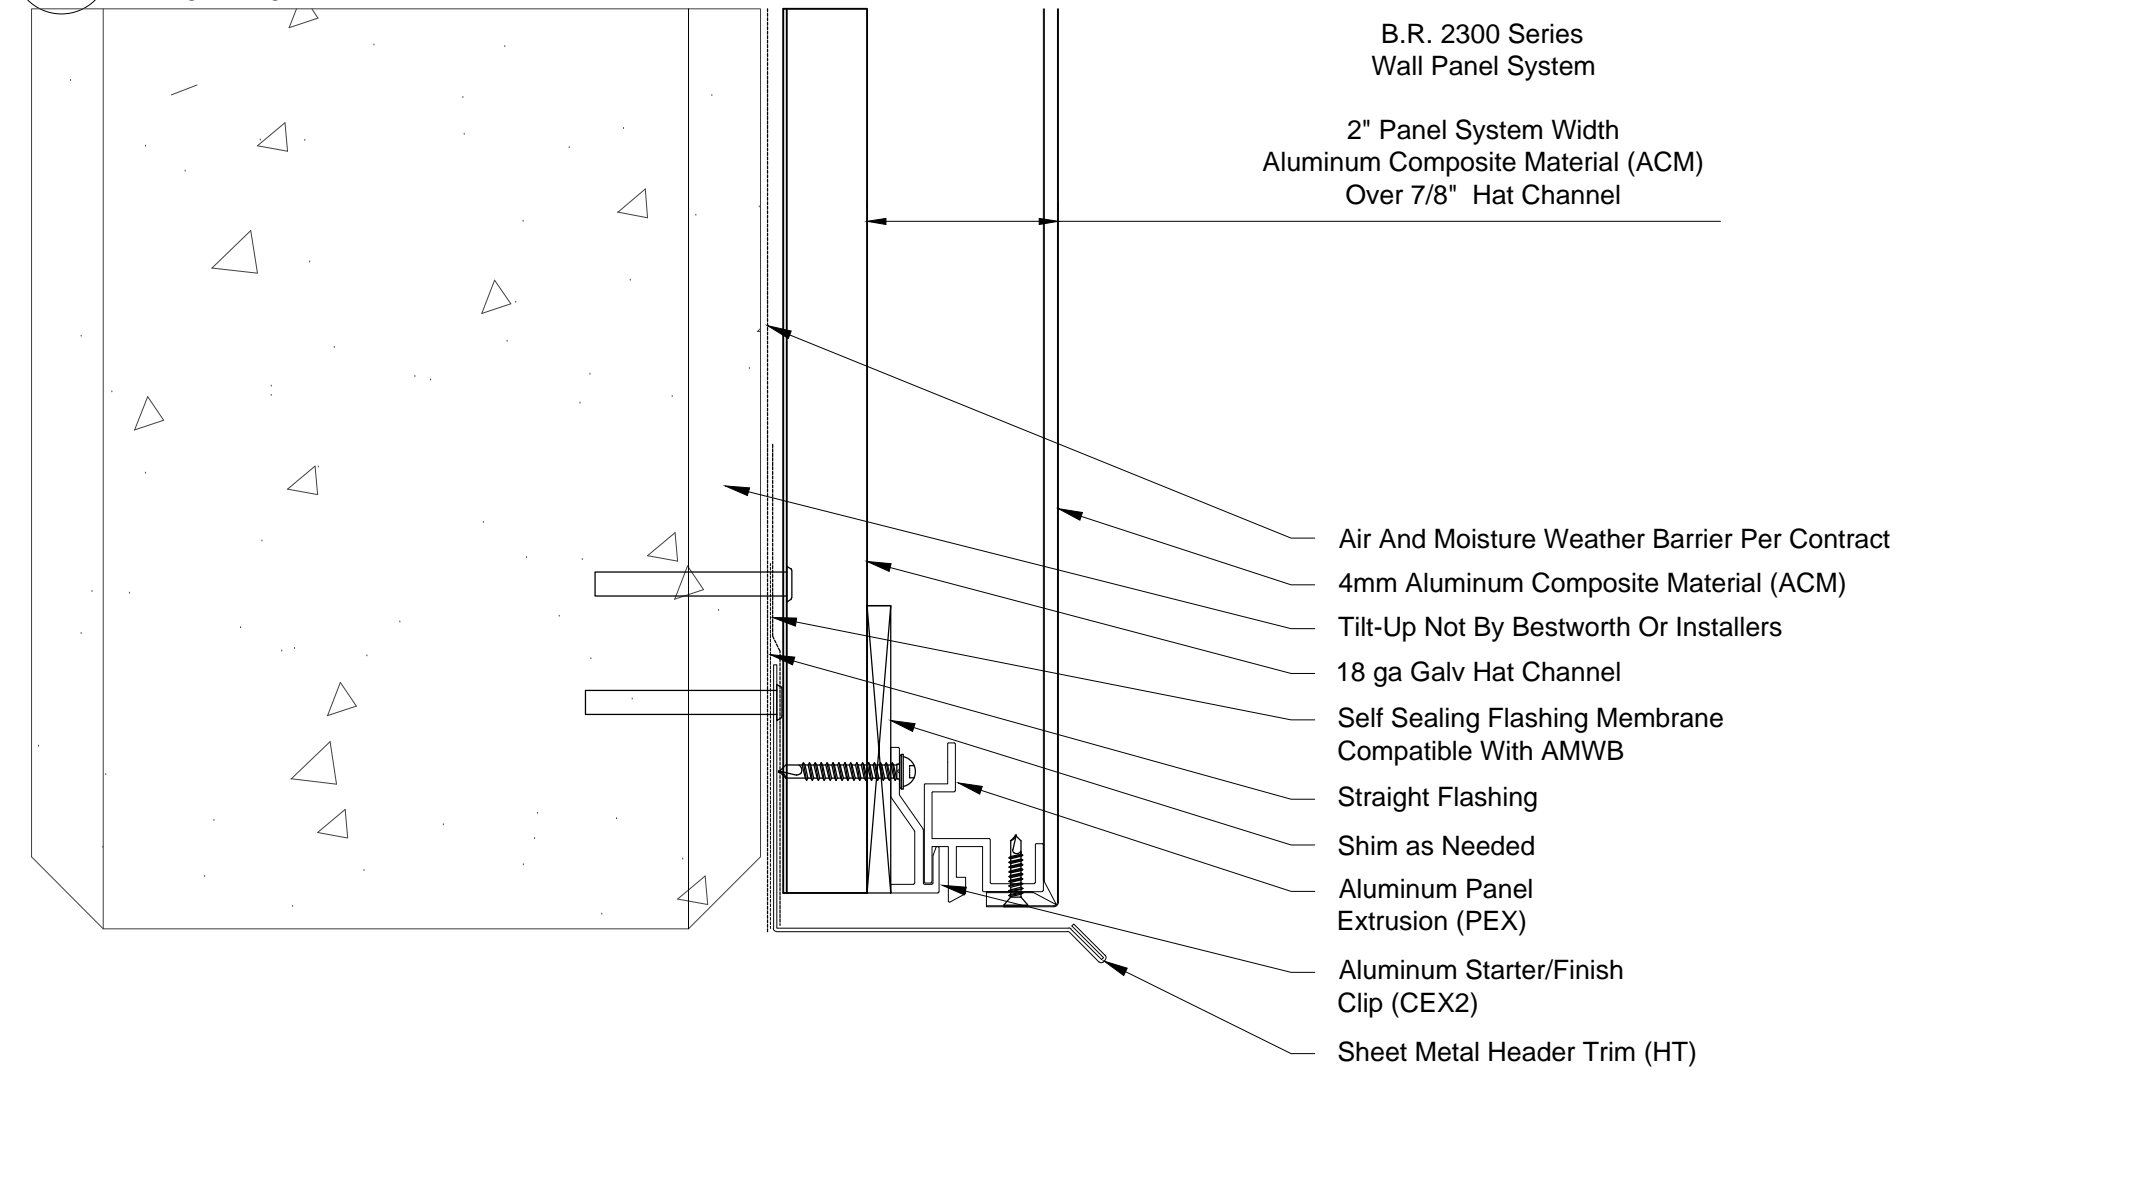 B.R. 2300 Series
Wall Panel System
2" Panel System Width
Aluminum Composite Material (ACM)
Over 7/8" Hat Channel
Air And Moisture Weather Barrier Per Contract
4mm Aluminum Composite Material (ACM)
Tilt-Up Not By Bestworth Or Installers
18 ga Galv Hat Channel
Self Sealing Flashing Membrane
Compatible With AMWB
Straight Flashing
Shim as Needed
Aluminum Panel
Extrusion (PEX)
Aluminum Starter/Finish
Clip (CEX2)
Sheet Metal Header Trim (HT)